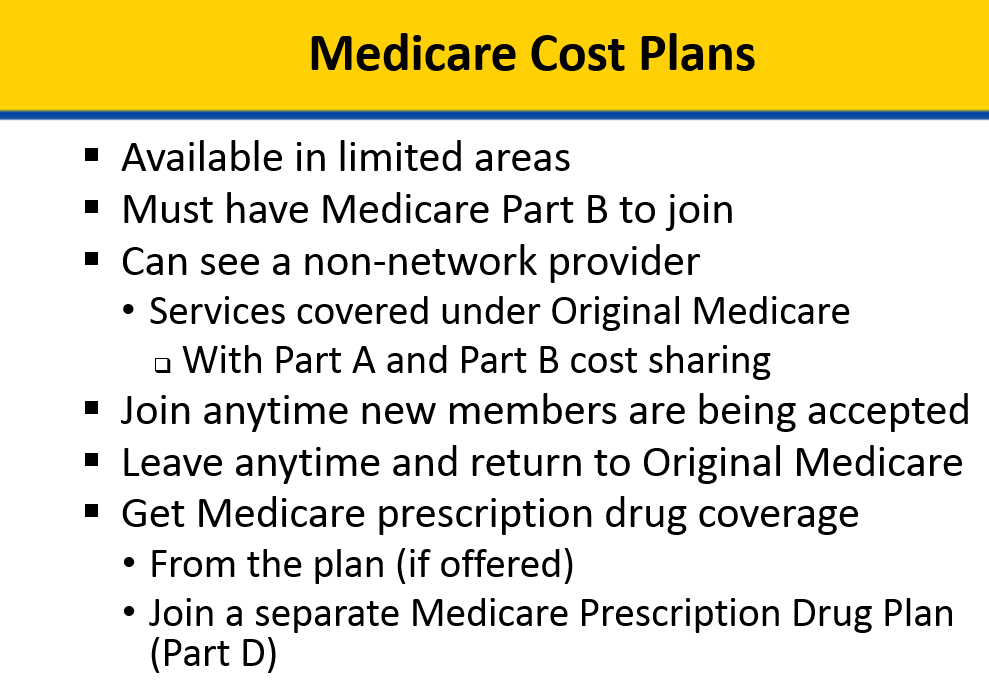 Medicare Cost Plans
▪ Available in limited areas
▪ Must have Medicare Part B to join
▪ Can see a non-network provider
• Services covered under Original Medicare
❑ With Part A and Part B cost sharing
▪ Join anytime new members are being accepted
▪ Leave anytime and return to Original Medicare
▪ Get Medicare prescription drug coverage
• From the plan (if offered)
• Join a separate Medicare Prescription Drug Plan
(Part D)